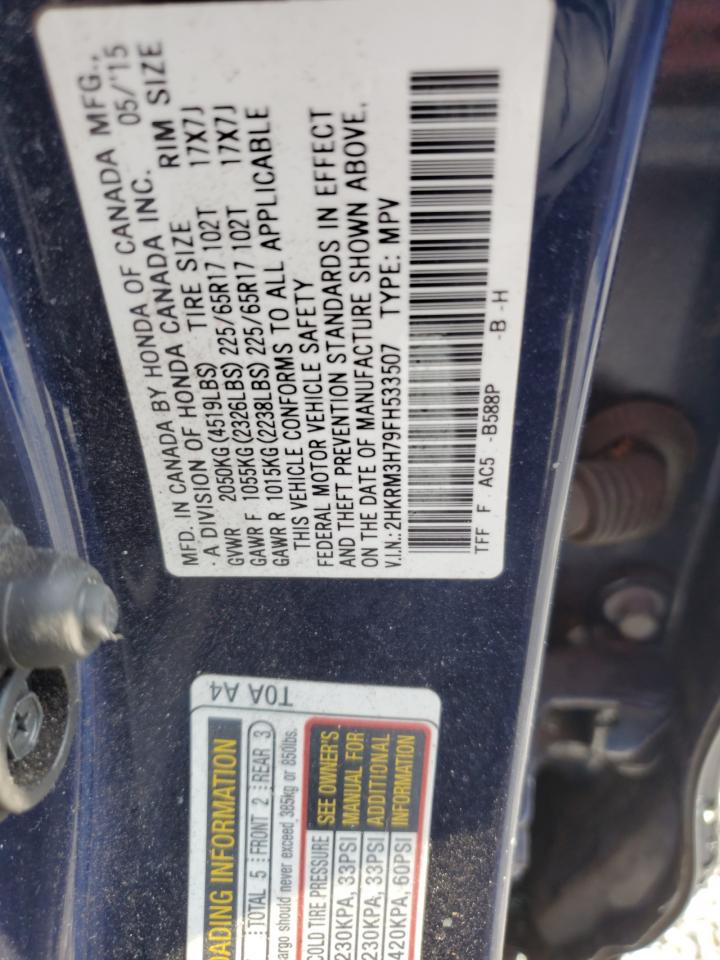 MFD. IN CANADA BY HONDA OF CANADA MFG.,
· A DIVISION OF HONDA CANADA INC. 05/'15
TIRE SIZE RIM SIZE
GVWR 2050KG(4519LBS)
GAWR F 1055KG(2326LBS) 225/65R17 102T 17X7J
GAWR R 1015KG(2238LBS) 225/65R17 102T 17X7J
THIS VEHICLE CONFORMS TO ALL APPLICABLE
FEDERAL MOTOR VEHICLE SAFETY
AND THEFT PREVENTION STANDARDS IN EFFECT
ON THE DATE OF MANUFACTURE SHOWN ABOVE.
V.I.N.: 2HKRM3H79FH533507 TYPE: MPV
TFF F AC5 -B588P -B -H
T0A A4
OADING INFORMATION
TOTAL 5 FRONT 2 REAR 3
argo should never exceed 385kg or 850lbs.
COLD TIRE PRESSURE
230KPA, 33PSI
230KPA, 33PSI
420KPA, 60PSI
SEE OWNER'S
MANUAL FOR
ADDITIONAL
INFORMATION